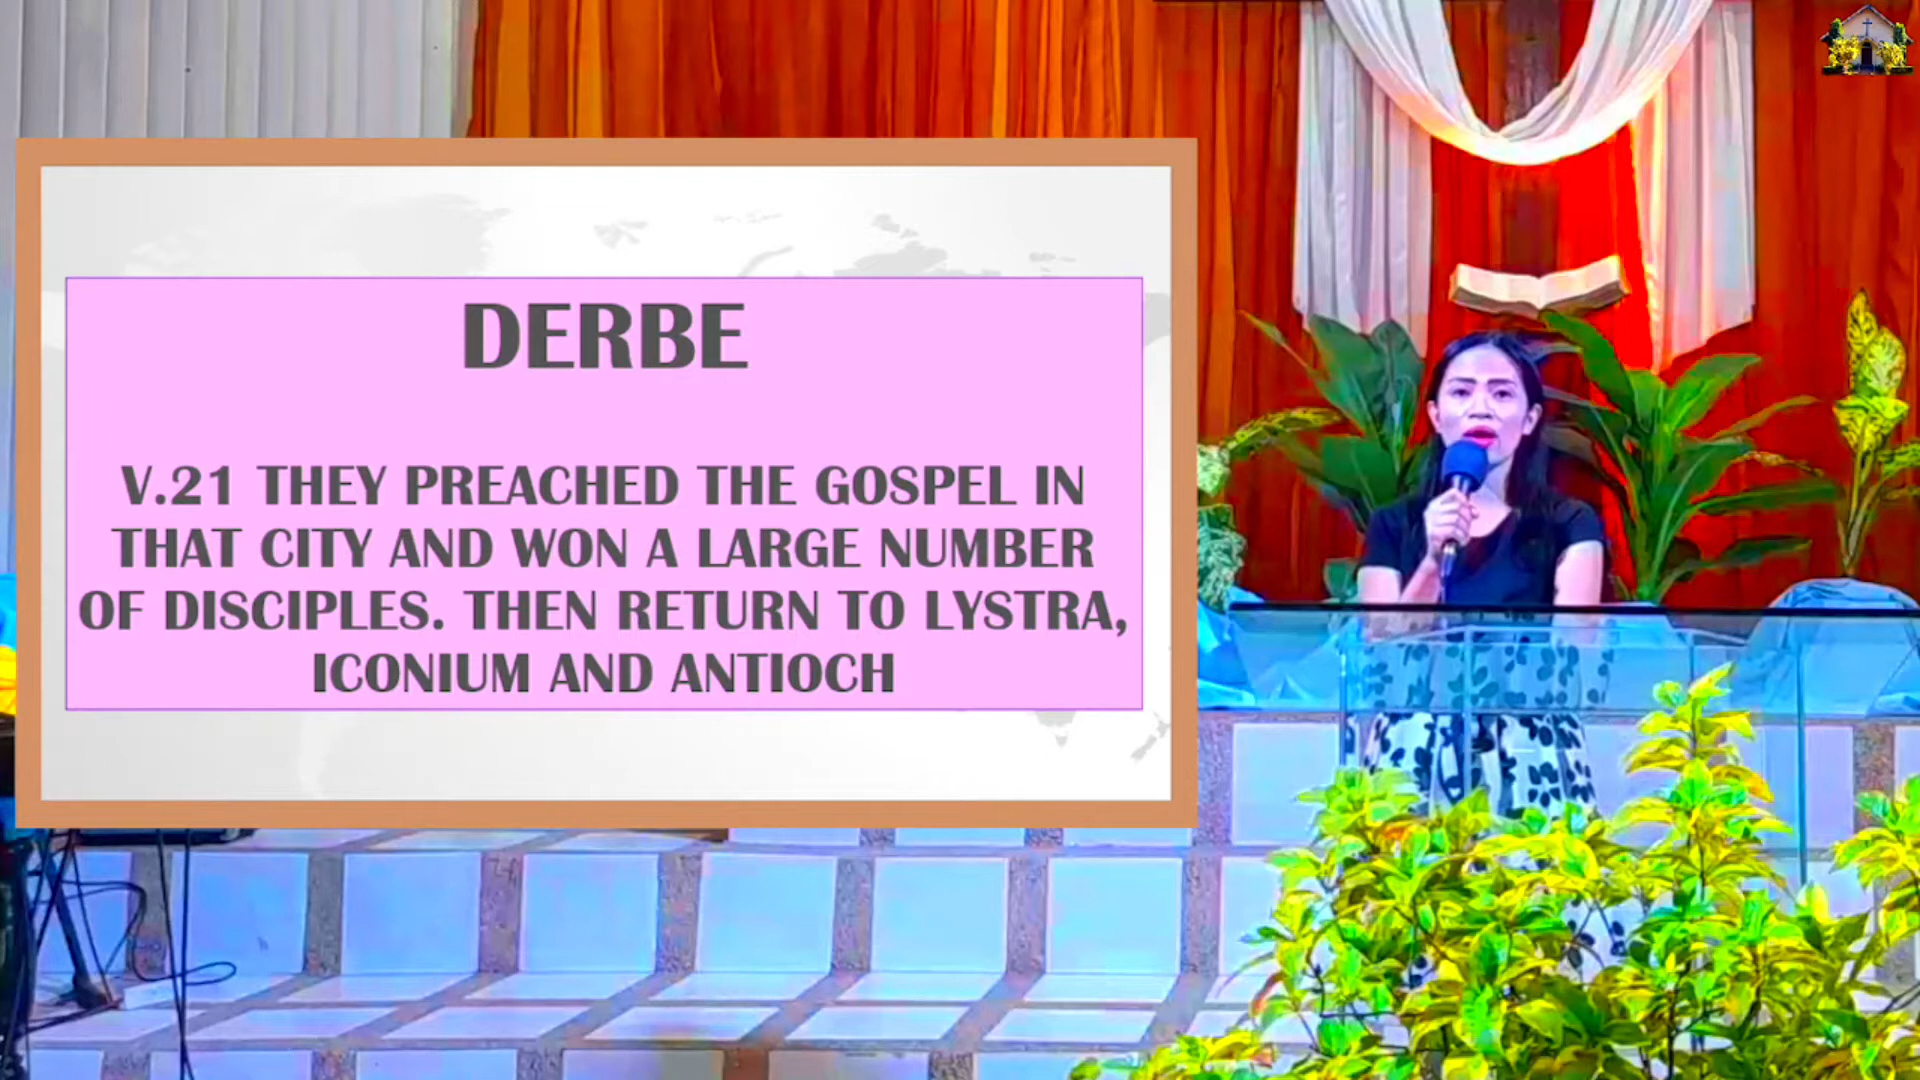 DERBE
V.21 THEY PREACHED THE GOSPEL IN
THAT CITY AND WON A LARGE NUMBER
OF DISCIPLES. THEN RETURN TO LYSTRA,
ICONIUM AND ANTIOCH